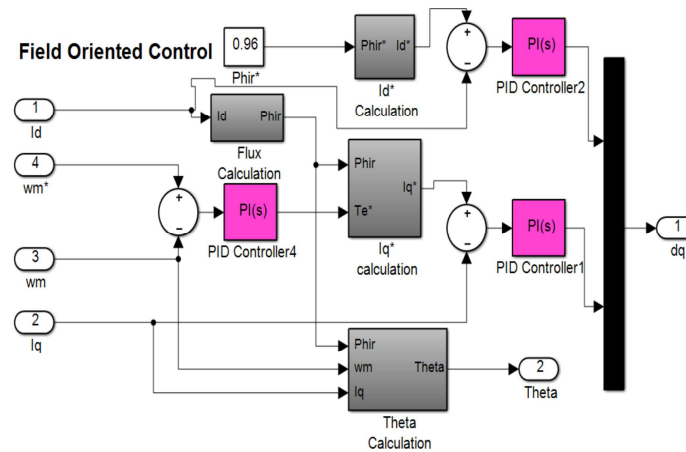 Field Oriented Control
0.96
Phir*
Phir* Id*
Id*
Calculation
+
−
PI(s)
PID Controller2
1
Id
Id Phir
Flux
Calculation
4
wm*
+
−
PI(s)
PID Controller4
Phir
Te*
Iq*
Iq*
calculation
+
−
PI(s)
PID Controller1
1
dq
3
wm
2
Iq
Phir
wm
Iq
Theta
Theta
Calculation
2
Theta